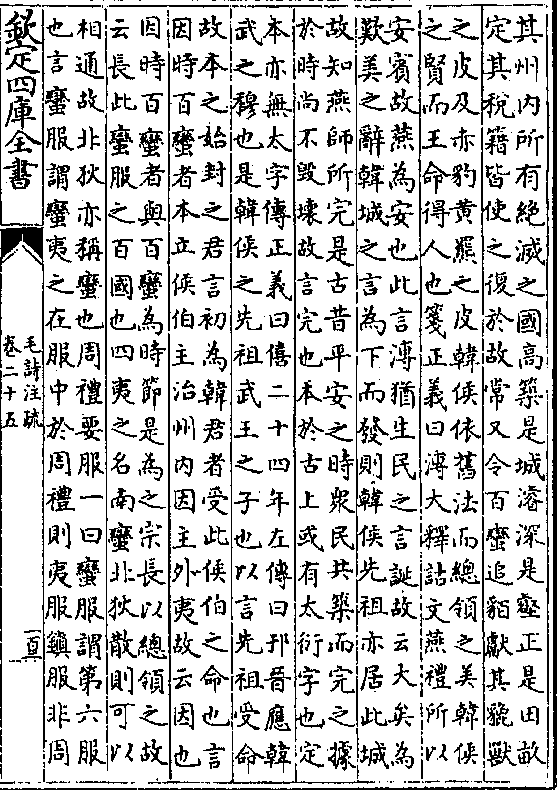 其州内所有絶滅之國高築是城濬深是壑正是田畝
定其稅籍皆使之復於故常又令百蠻追貊獻其貔獸
之皮及赤豹黄羆之皮韓侯依舊法而總領之美韓侯
之賢而王命得人也箋正義曰溥大釋詁文燕禮所以
安賓故燕為安也此言溥猶生民之言誕故云大矣為
歎美之辭韓城之言為下而發則韓侯先祖亦居此城
故知燕師所完是古昔平安之時衆民共築而完之據
於時尚不毀壞故言完也本於古上或有太衍字也定
本亦無太字傳正義曰僖二十四年左傳曰邘晉應韓
武之穆也是韓侯之先祖武王之子也以言先祖受命
故本之始封之君言初為韓君者受此侯伯之命也言
因時百蠻者本立侯伯主治州内因主外夷故云因也
因時百蠻者與百蠻為時節是為之宗長以總領之故
云長此蠻服之百國也四夷之名南蠻北狄散則可以
相通故北狄亦稱蠻也周禮要服一曰蠻服謂第六服
也言蠻服謂蠻夷之在服中於周禮則夷服鎮服非周
欽定四庫全書
毛詩注疏
卷二十五
一百